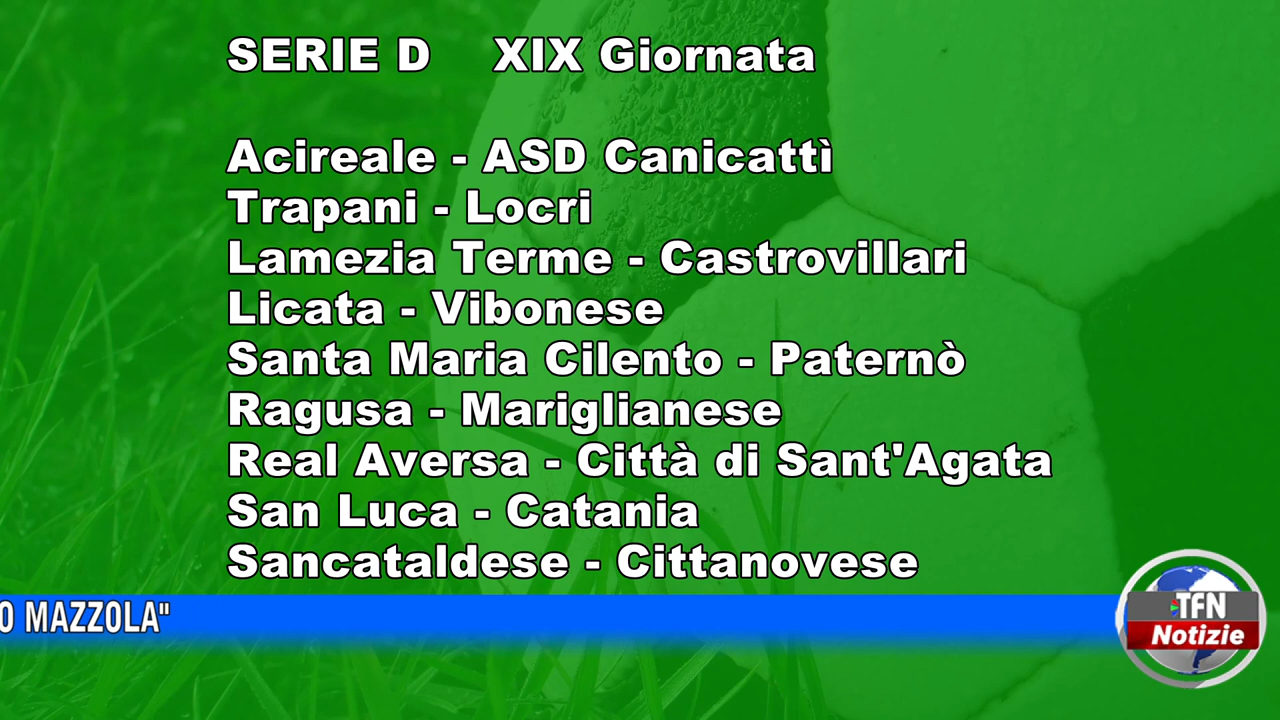 SERIE D XIX Giornata
Acireale - ASD Canicattì
Trapani - Locri
Lamezia Terme - Castrovillari
Licata - Vibonese
Santa Maria Cilento - Paternò
Ragusa - Mariglianese
Real Aversa - Città di Sant'Agata
San Luca - Catania
Sancataldese - Cittanovese
O MAZZOLA"
TFN
Notizie